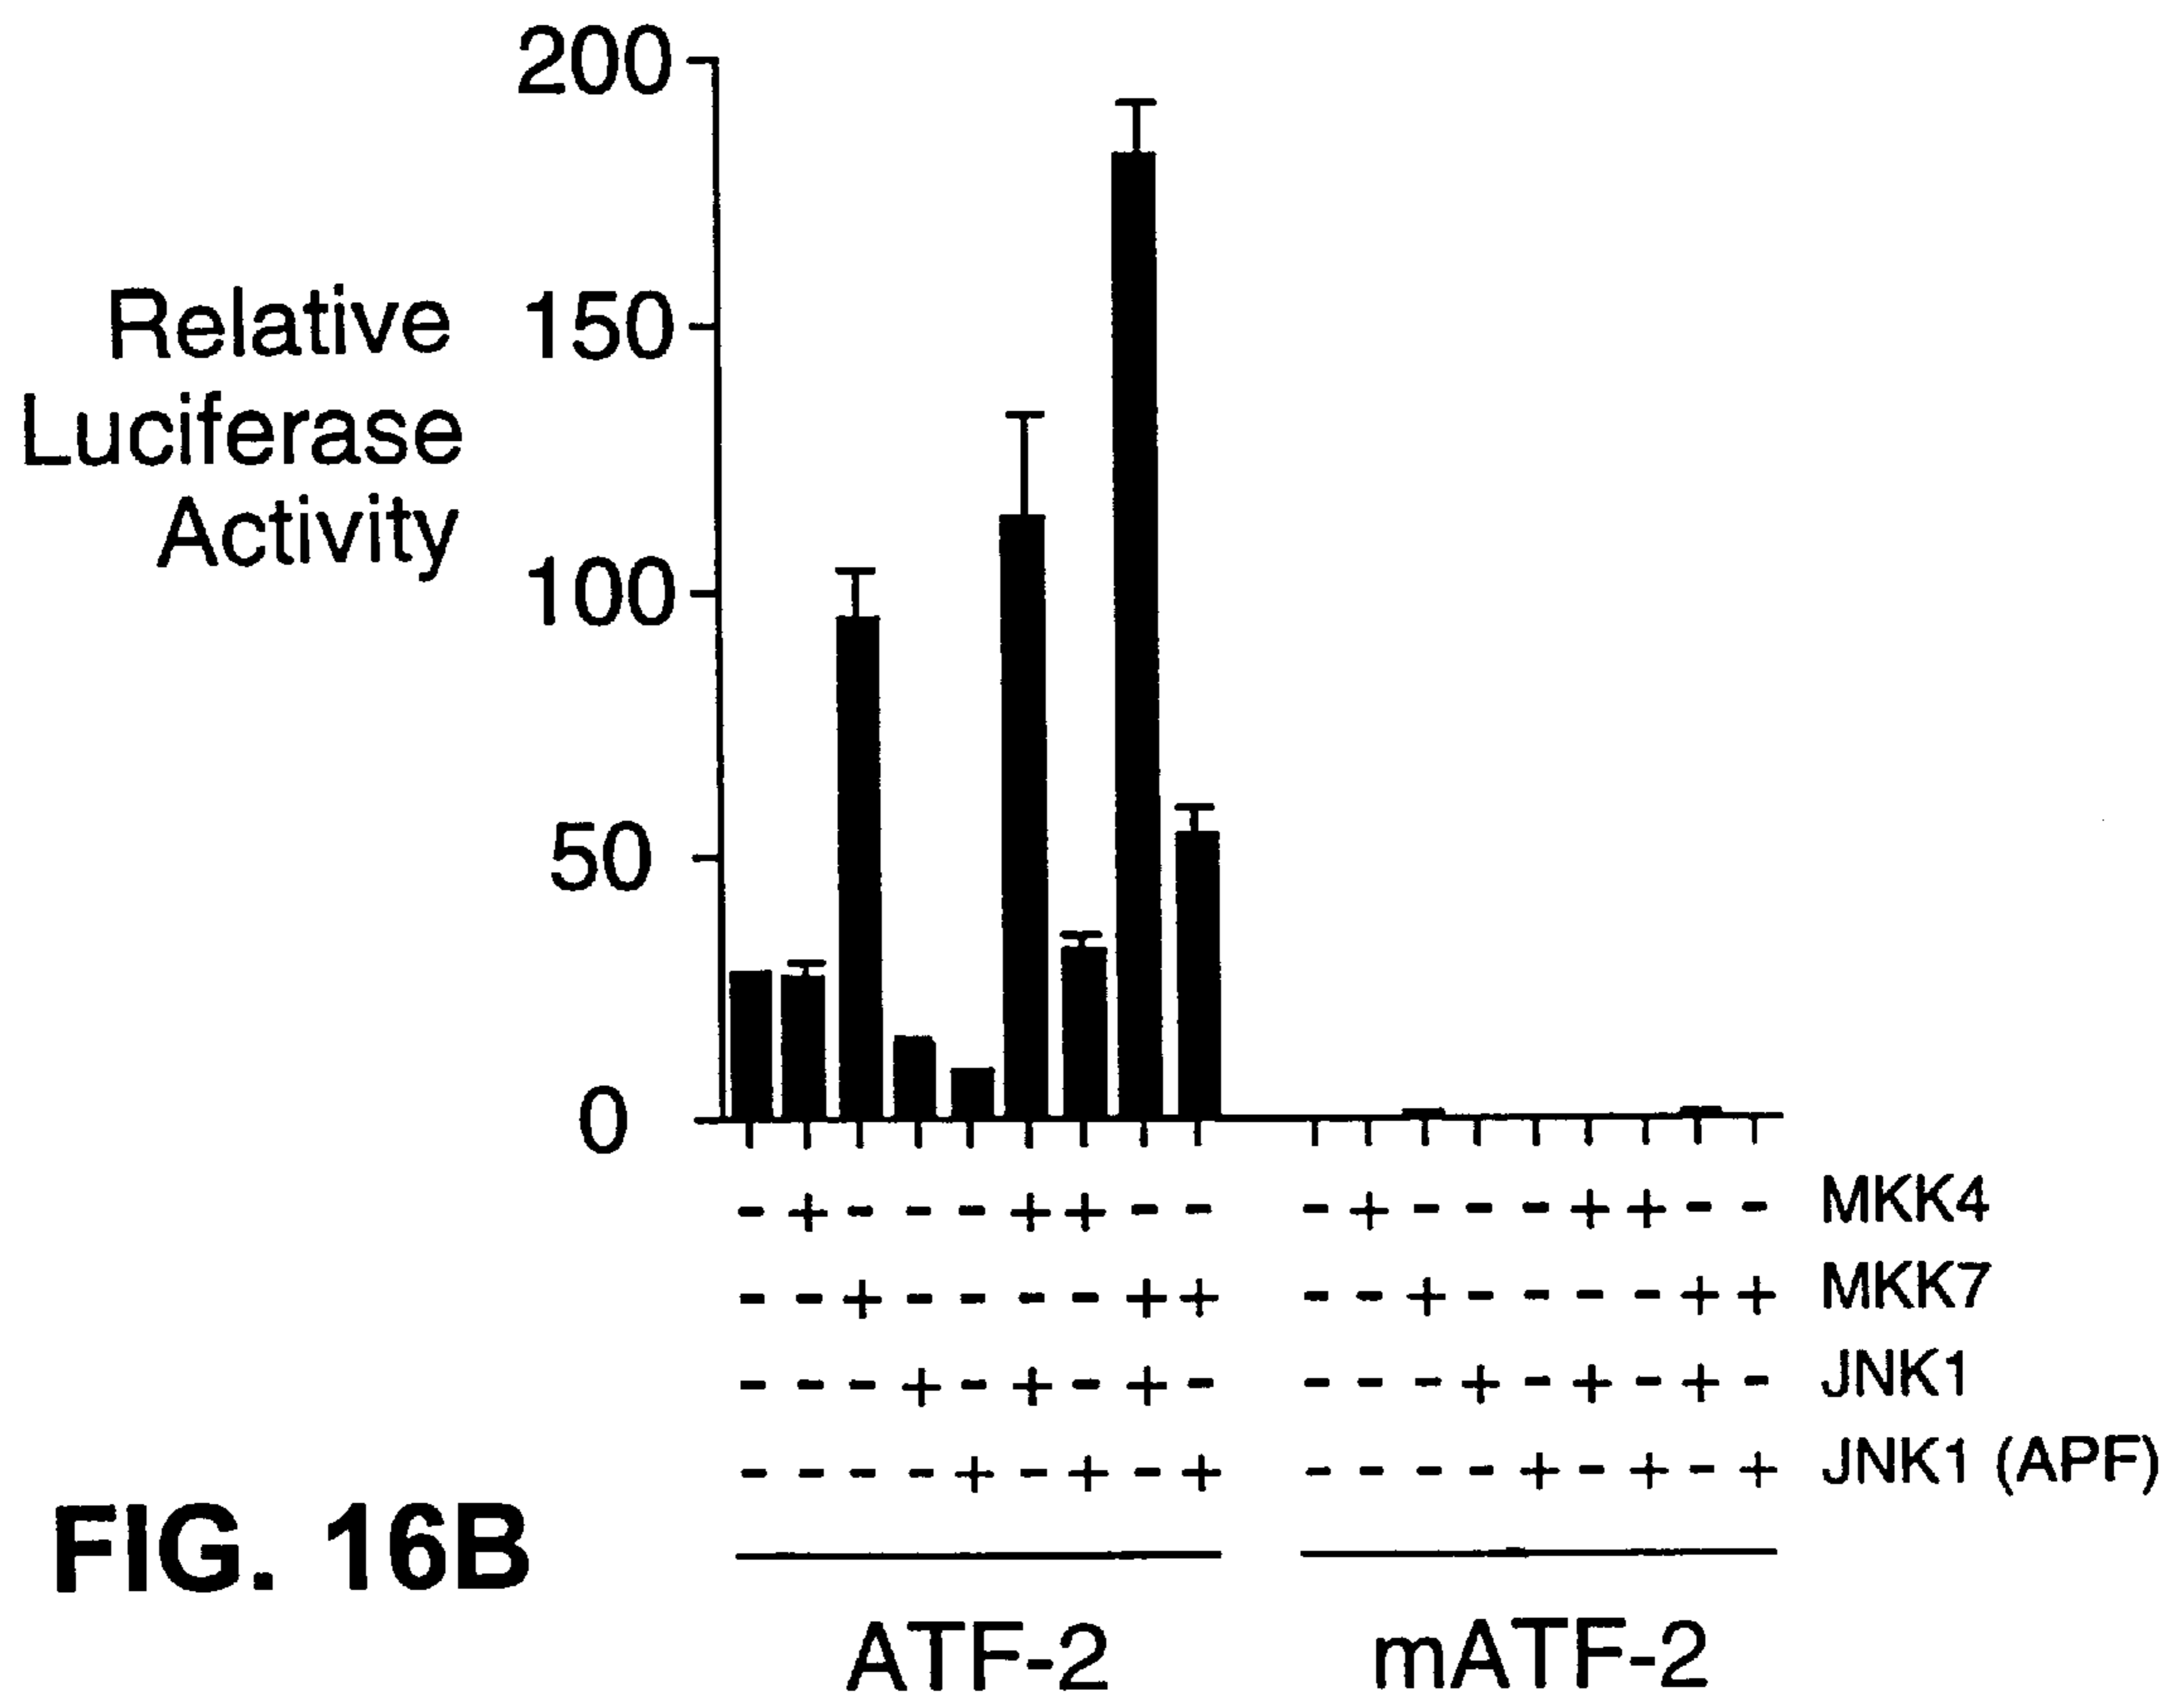 200
150
100
50
0
Relative
Luciferase
Activity
- + - - - + + - - - + - - - + + - - MKK4
- - + - - - - + + - - + - - - - + + MKK7
- - - + - + - + - - - - + - + - + - JNK1
- - - - + - + - + - - - - + - + - + JNK1 (APF)
FIG. 16B
ATF-2 mATF-2